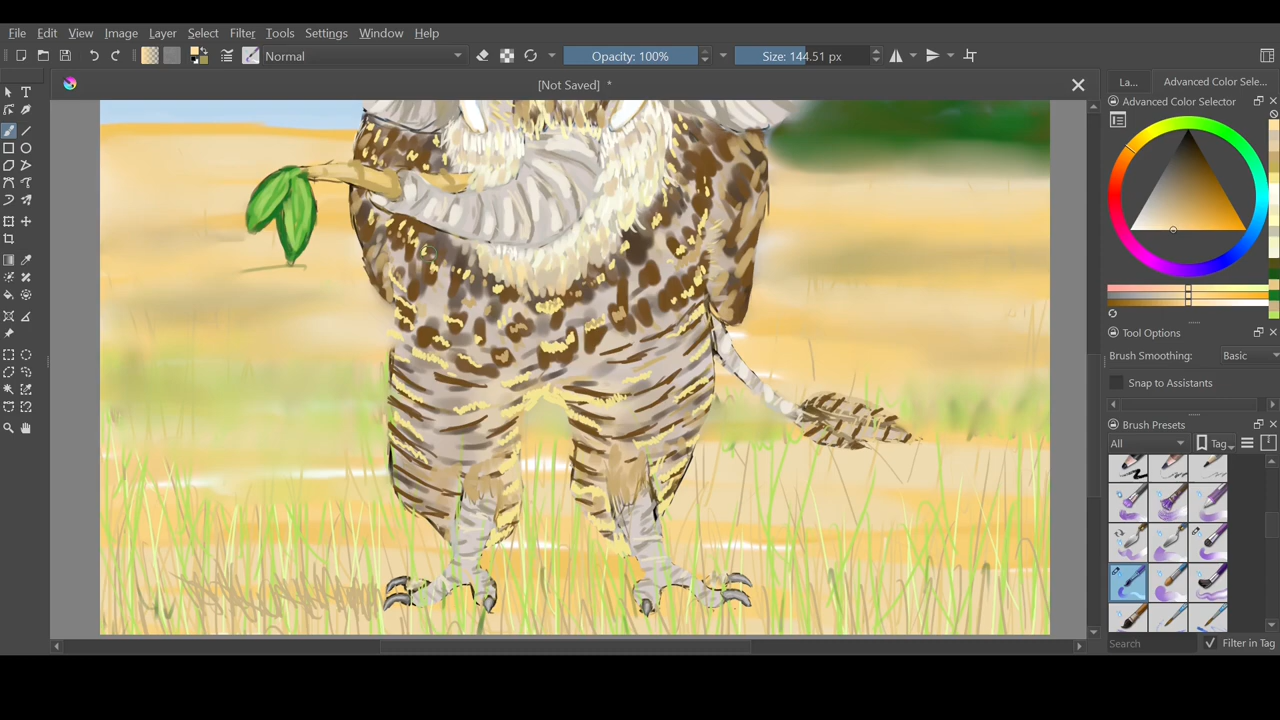 File Edit View Image Layer Select Filter Tools Settings Window Help
Normal Opacity: 100% Size: 144.51 px
[Not Saved] *
La... Advanced Color Sele...
Advanced Color Selector
Tool Options
Brush Smoothing: Basic
Snap to Assistants
Brush Presets
All Tag
Search Filter in Tag